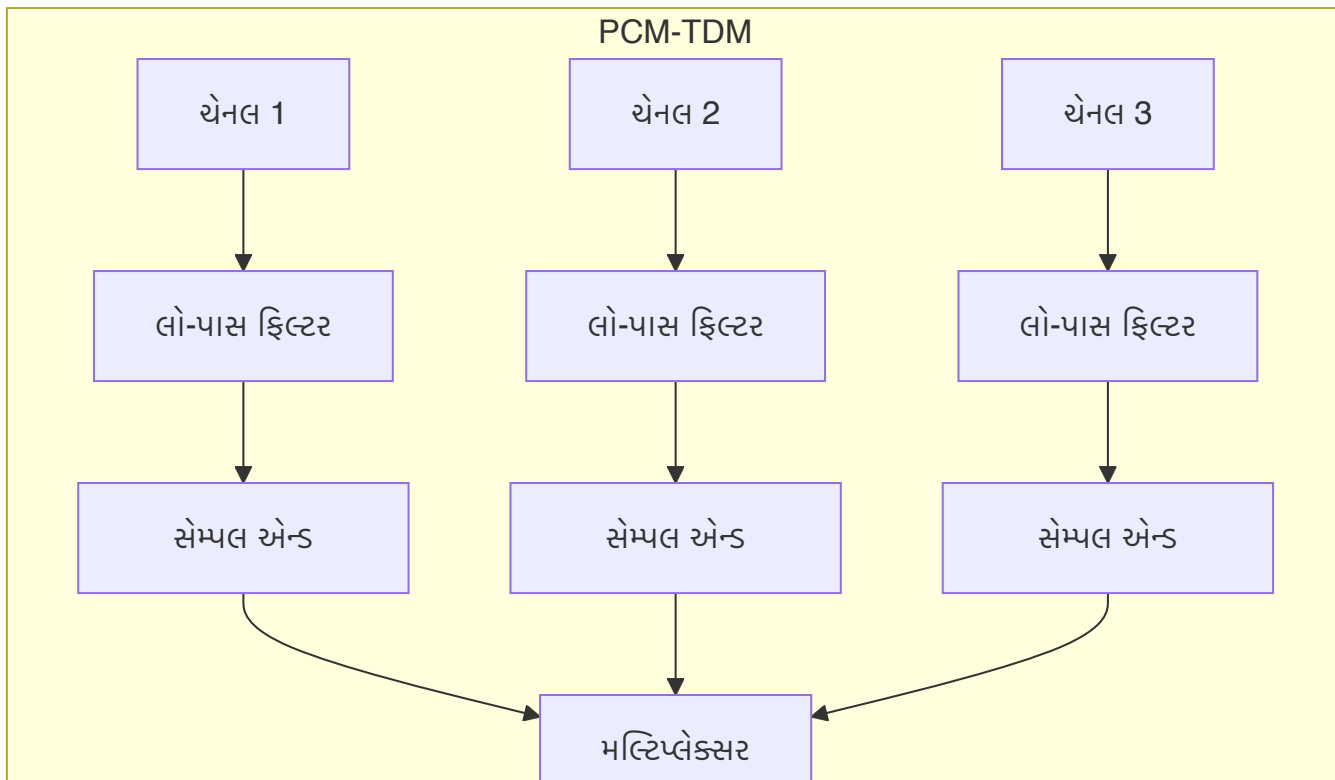 PCM-TDM
ચેનલ 1
ચેનલ 2
ચેનલ 3
લો-પાસ ફિલ્ટર
લો-પાસ ફિલ્ટર
લો-પાસ ફિલ્ટર
સેમ્પલ એન્ડ
સેમ્પલ એન્ડ
સેમ્પલ એન્ડ
મલ્ટિપ્લેક્સર